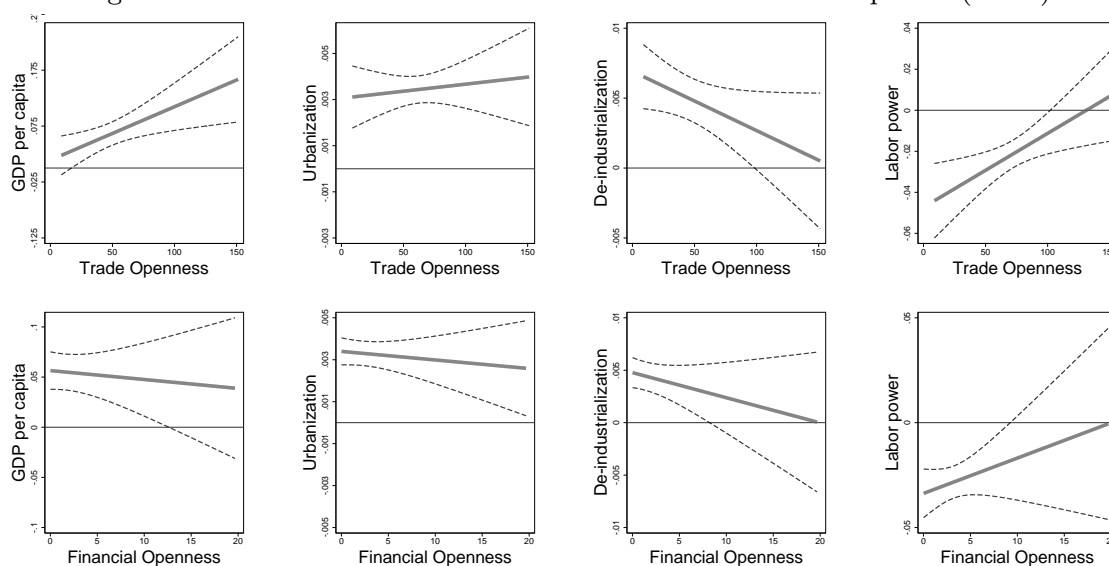 GDP per capita
-.125 -.025 .075 .175 .2
0 50 100 150
Trade Openness
Urbanization
-.003 -.001 .001 .003 .005
0 50 100 150
Trade Openness
De-industrialization
-.005 0 .005 .01
0 50 100 150
Trade Openness
Labor power
-.06 -.04 -.02 0 .02 .04
0 50 100
Trade Openness
GDP per capita
-.1 -.05 0 .05 .1
0 5 10 15 20
Financial Openness
Urbanization
-.005 -.003 -.001 .001 .003 .005
0 5 10 15 20
Financial Openness
De-industrialization
-.01 -.005 0 .005 .01
0 5 10 15 20
Financial Openness
Labor power
-.05 0 .05
0 5 10 15
Financial Openness